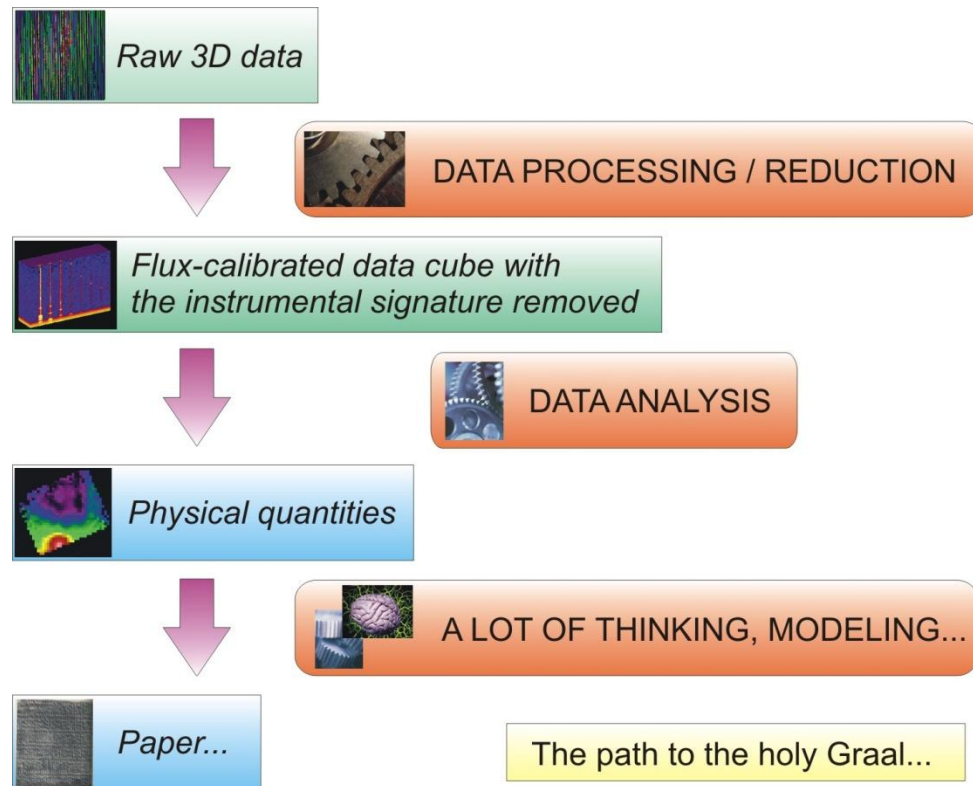 Raw 3D data
DATA PROCESSING / REDUCTION
Flux-calibrated data cube with
the instrumental signature removed
DATA ANALYSIS
Physical quantities
A LOT OF THINKING, MODELING...
Paper...
The path to the holy Graal...